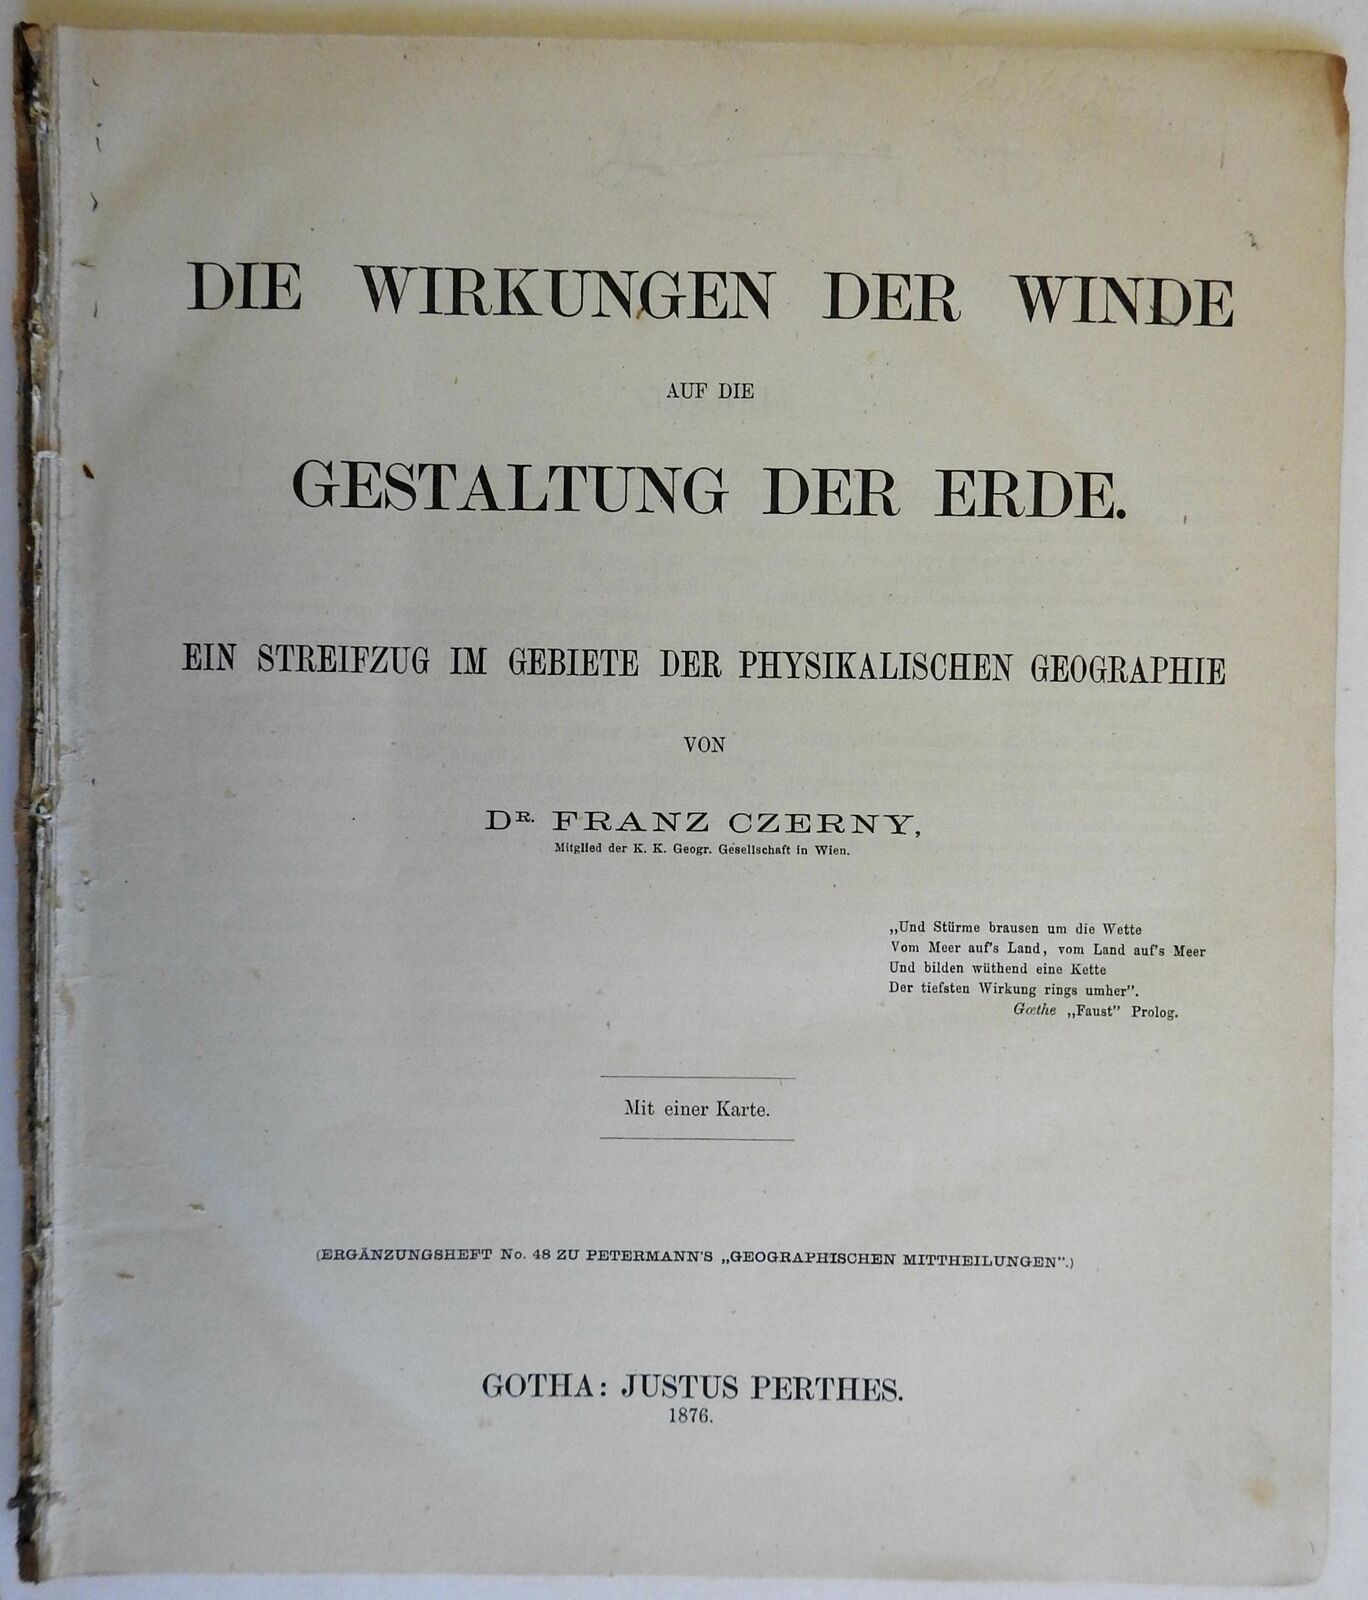 DIE WIRKUNGEN DER WINDE
AUF DIE
GESTALTUNG DER ERDE.
EIN STREIFZUG IM GEBIETE DER PHYSIKALISCHEN GEOGRAPHIE
VON
DR. FRANZ CZERNY,
Mitglied der K. K. Geogr. Gesellschaft in Wien.
„Und Stürme brausen um die Wette
Vom Meer auf's Land, vom Land auf's Meer
Und bilden wüthend eine Kette
Der tiefsten Wirkung rings umher”.
Gœthe „Faust” Prolog.
Mit einer Karte.
(ERGÄNZUNGSHEFT No. 48 ZU PETERMANN'S „GEOGRAPHISCHEN MITTHEILUNGEN”.)
GOTHA: JUSTUS PERTHES.
1876.